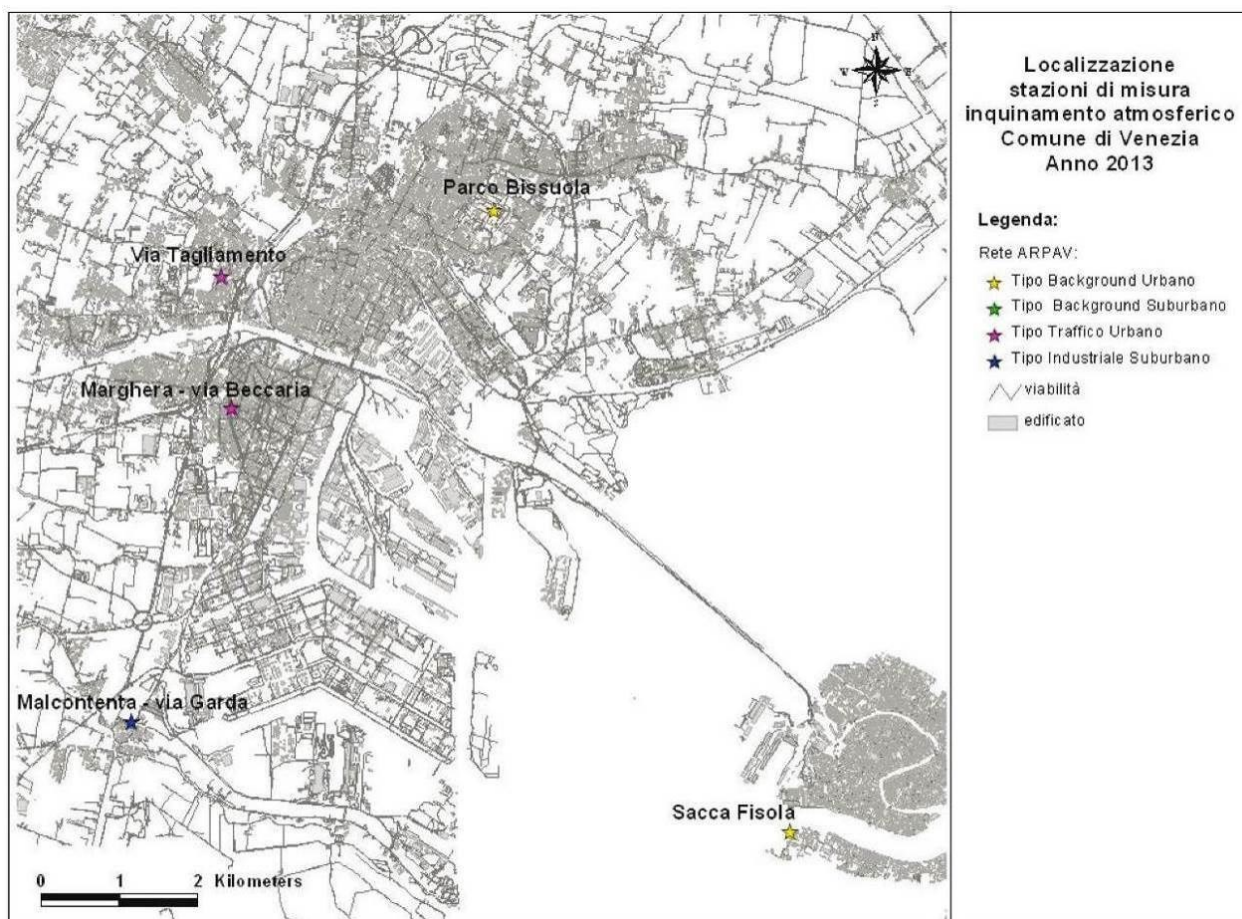 Localizzazione
stazioni di misura
inquinamento atmosferico
Comune di Venezia
Anno 2013
Legenda:
Rete ARPAV:
Tipo Background Urbano
Tipo Background Suburbano
Tipo Traffico Urbano
Tipo Industriale Suburbano
viabilità
edificato
Parco Bissuola
Via Tagliamento
Marghera - via Beccaria
Malcontenta - via Garda
Sacca Fisola
0 1 2 Kilometers